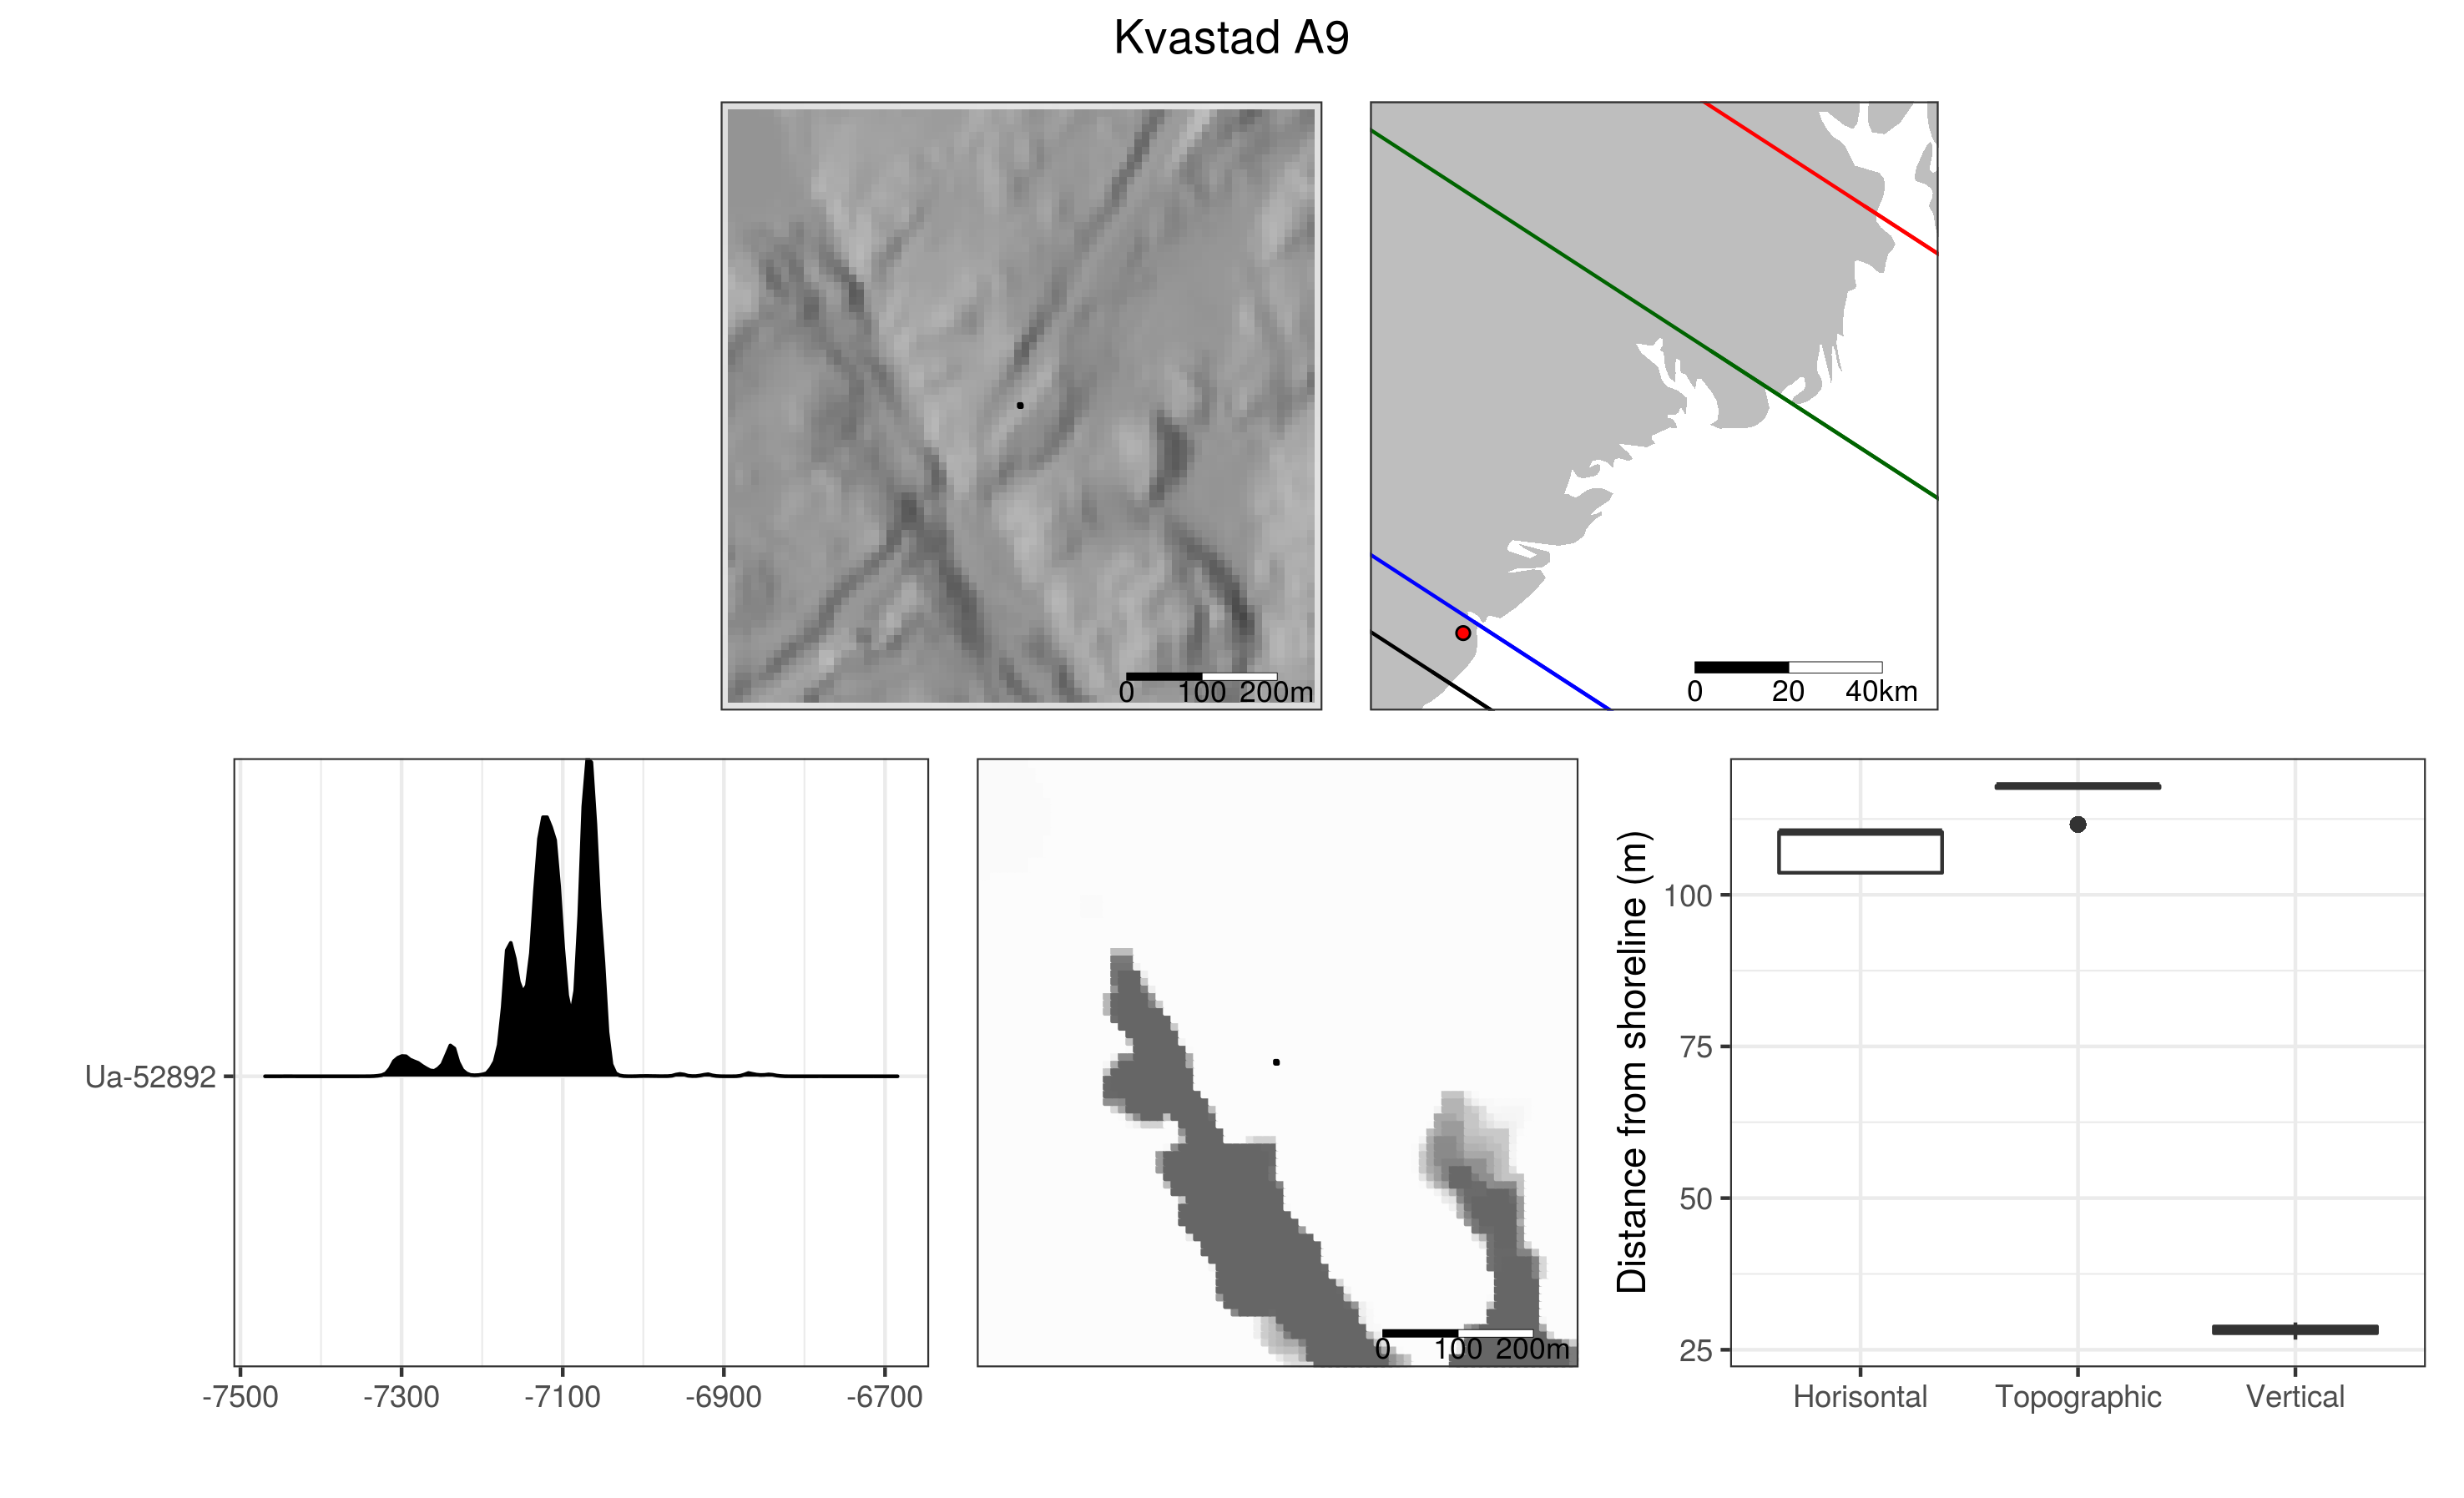 Kvastad A9
0 100 200m
0 20 40km
Ua-52892
-7500 -7300 -7100 -6900 -6700
0 100 200m
Distance from shoreline (m)
100
75
50
25
Horisontal Topographic Vertical